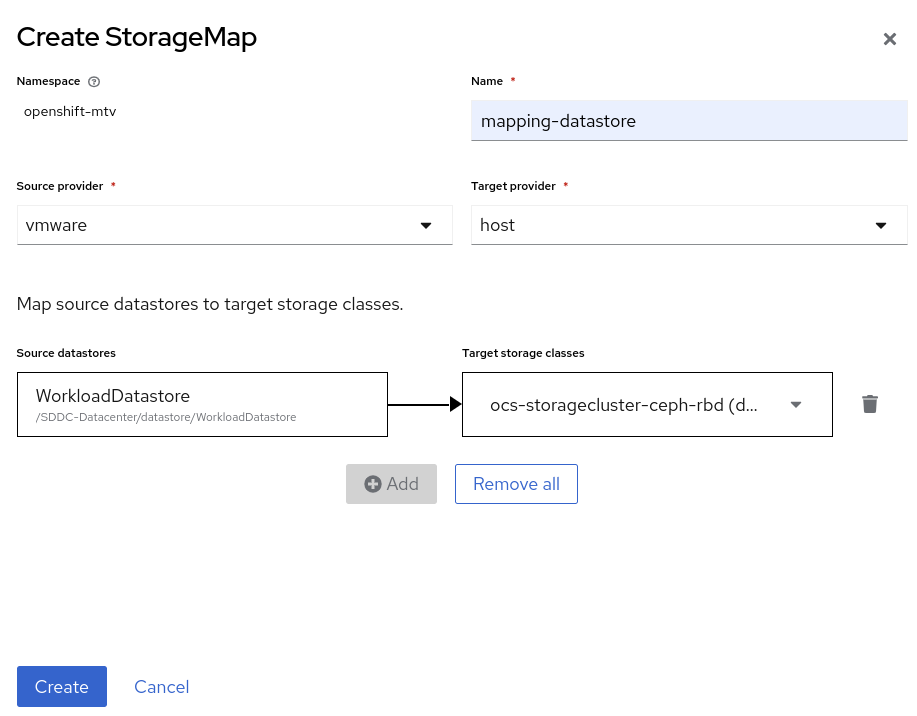 Create StorageMap
Namespace
openshift-mtv
Name *
mapping-datastore
Source provider *
vmware
Target provider *
host
Map source datastores to target storage classes.
Source datastores
Target storage classes
WorkloadDatastore
/SDDC-Datacenter/datastore/WorkloadDatastore
ocs-storagecluster-ceph-rbd (d...
Add
Remove all
Create
Cancel